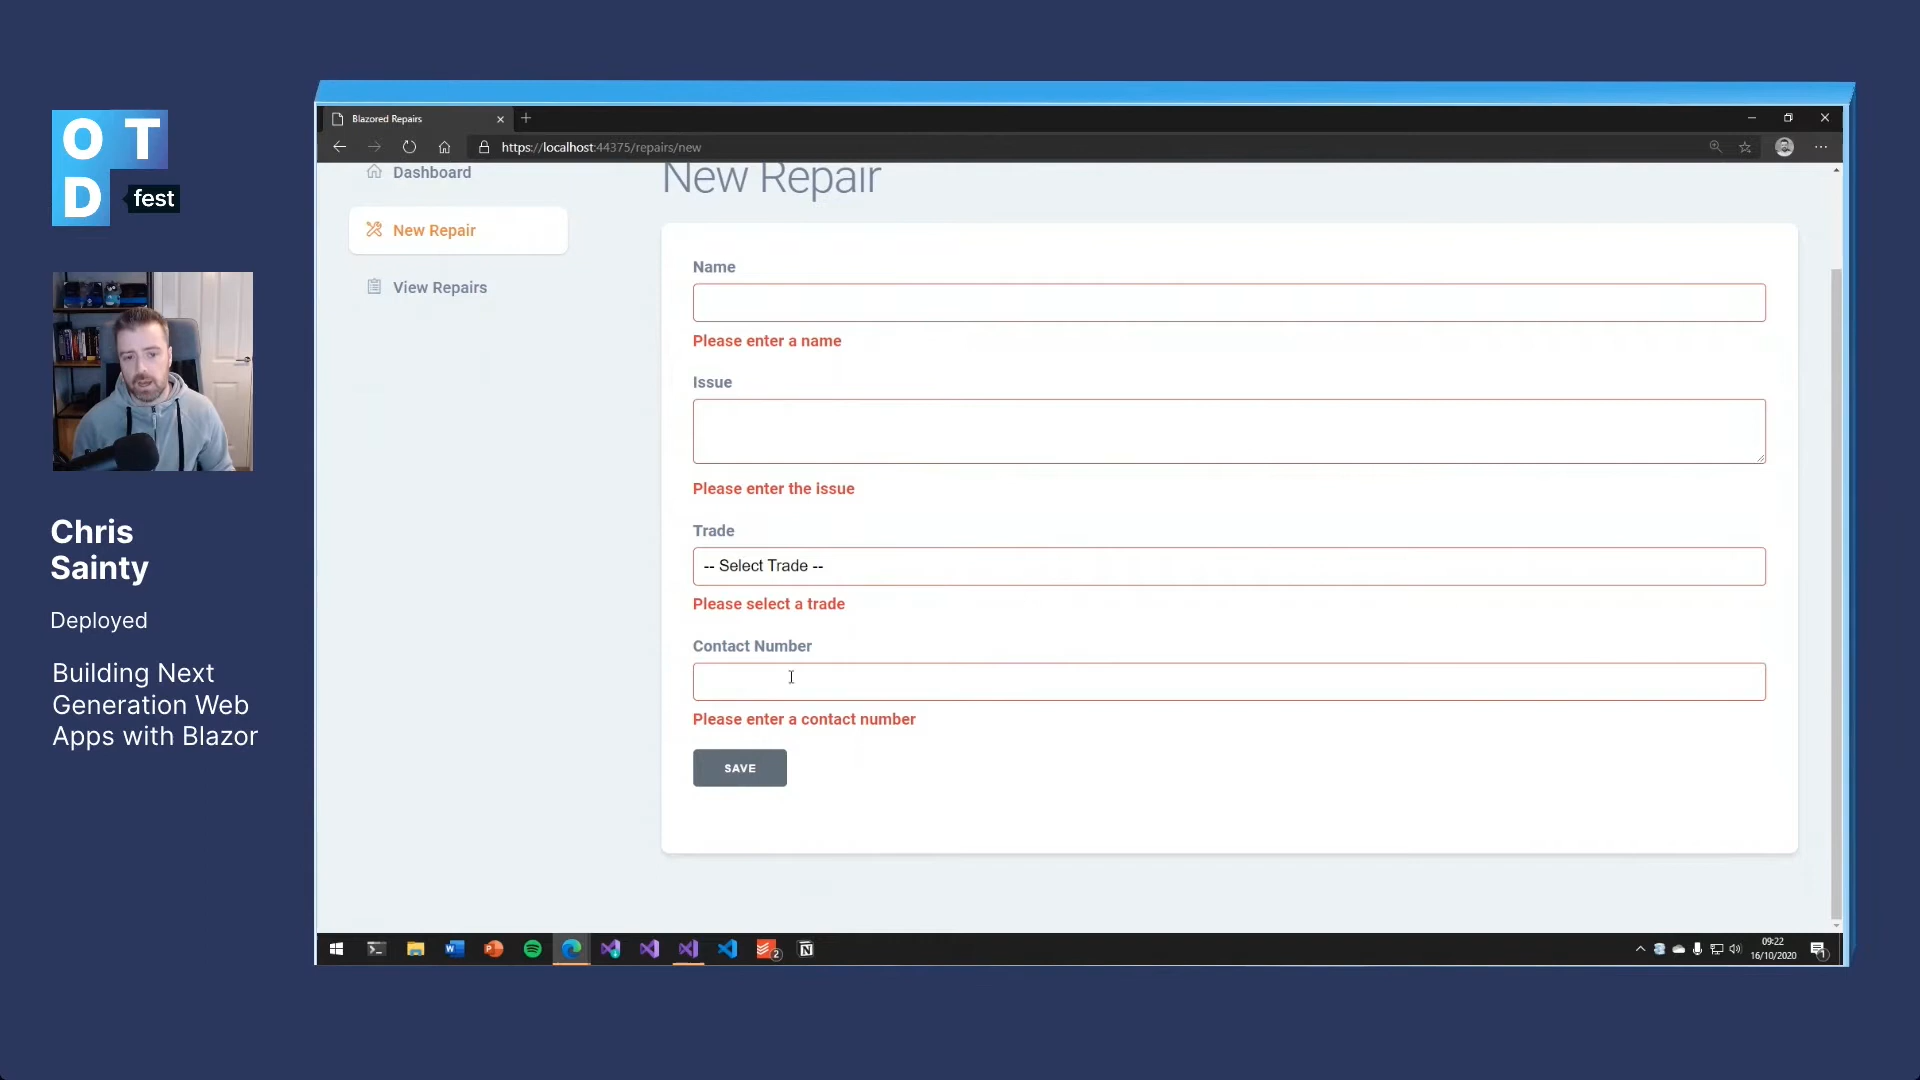 O T
D fest
Chris
Sainty
Deployed
Building Next
Generation Web
Apps with Blazor
Blazored Repairs
https://localhost:44375/repairs/new
Dashboard
New Repair
View Repairs
New Repair
Name
Please enter a name
Issue
Please enter the issue
Trade
-- Select Trade --
Please select a trade
Contact Number
Please enter a contact number
SAVE
2
09:22
16/10/2020
1